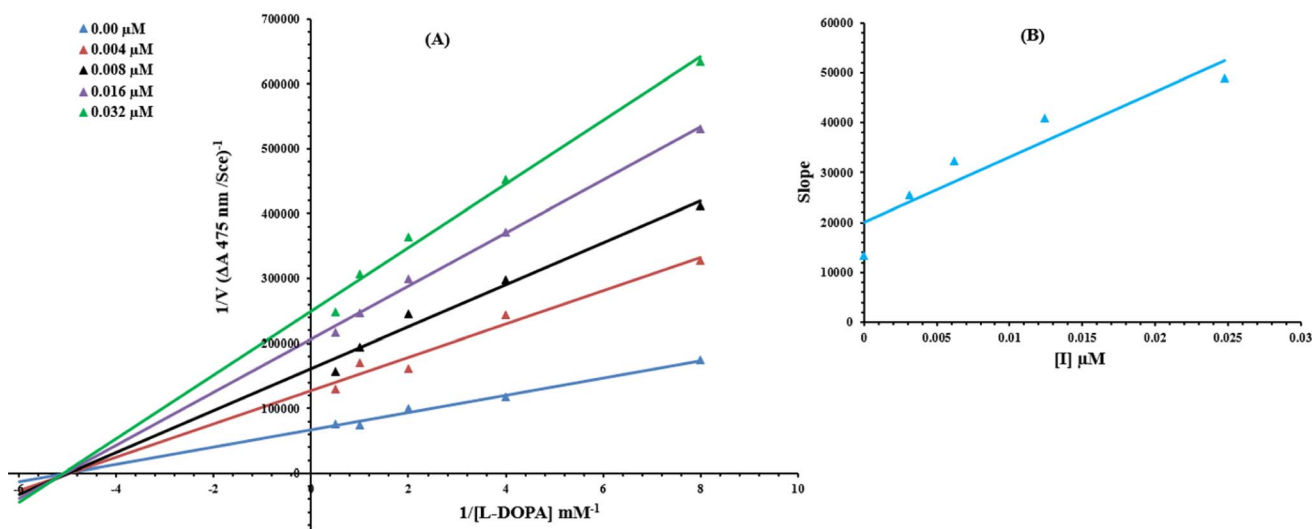 0.00 µM
0.004 µM
0.008 µM
0.016 µM
0.032 µM
(A)
1/V (ΔA 475 nm /Sce)-1
700000
600000
500000
400000
300000
200000
100000
0
-6 -4 -2 0 2 4 6 8 10
1/[L-DOPA] mM-1
(B)
Slope
60000
50000
40000
30000
20000
10000
0
0 0.005 0.01 0.015 0.02 0.025 0.03
[I] µM